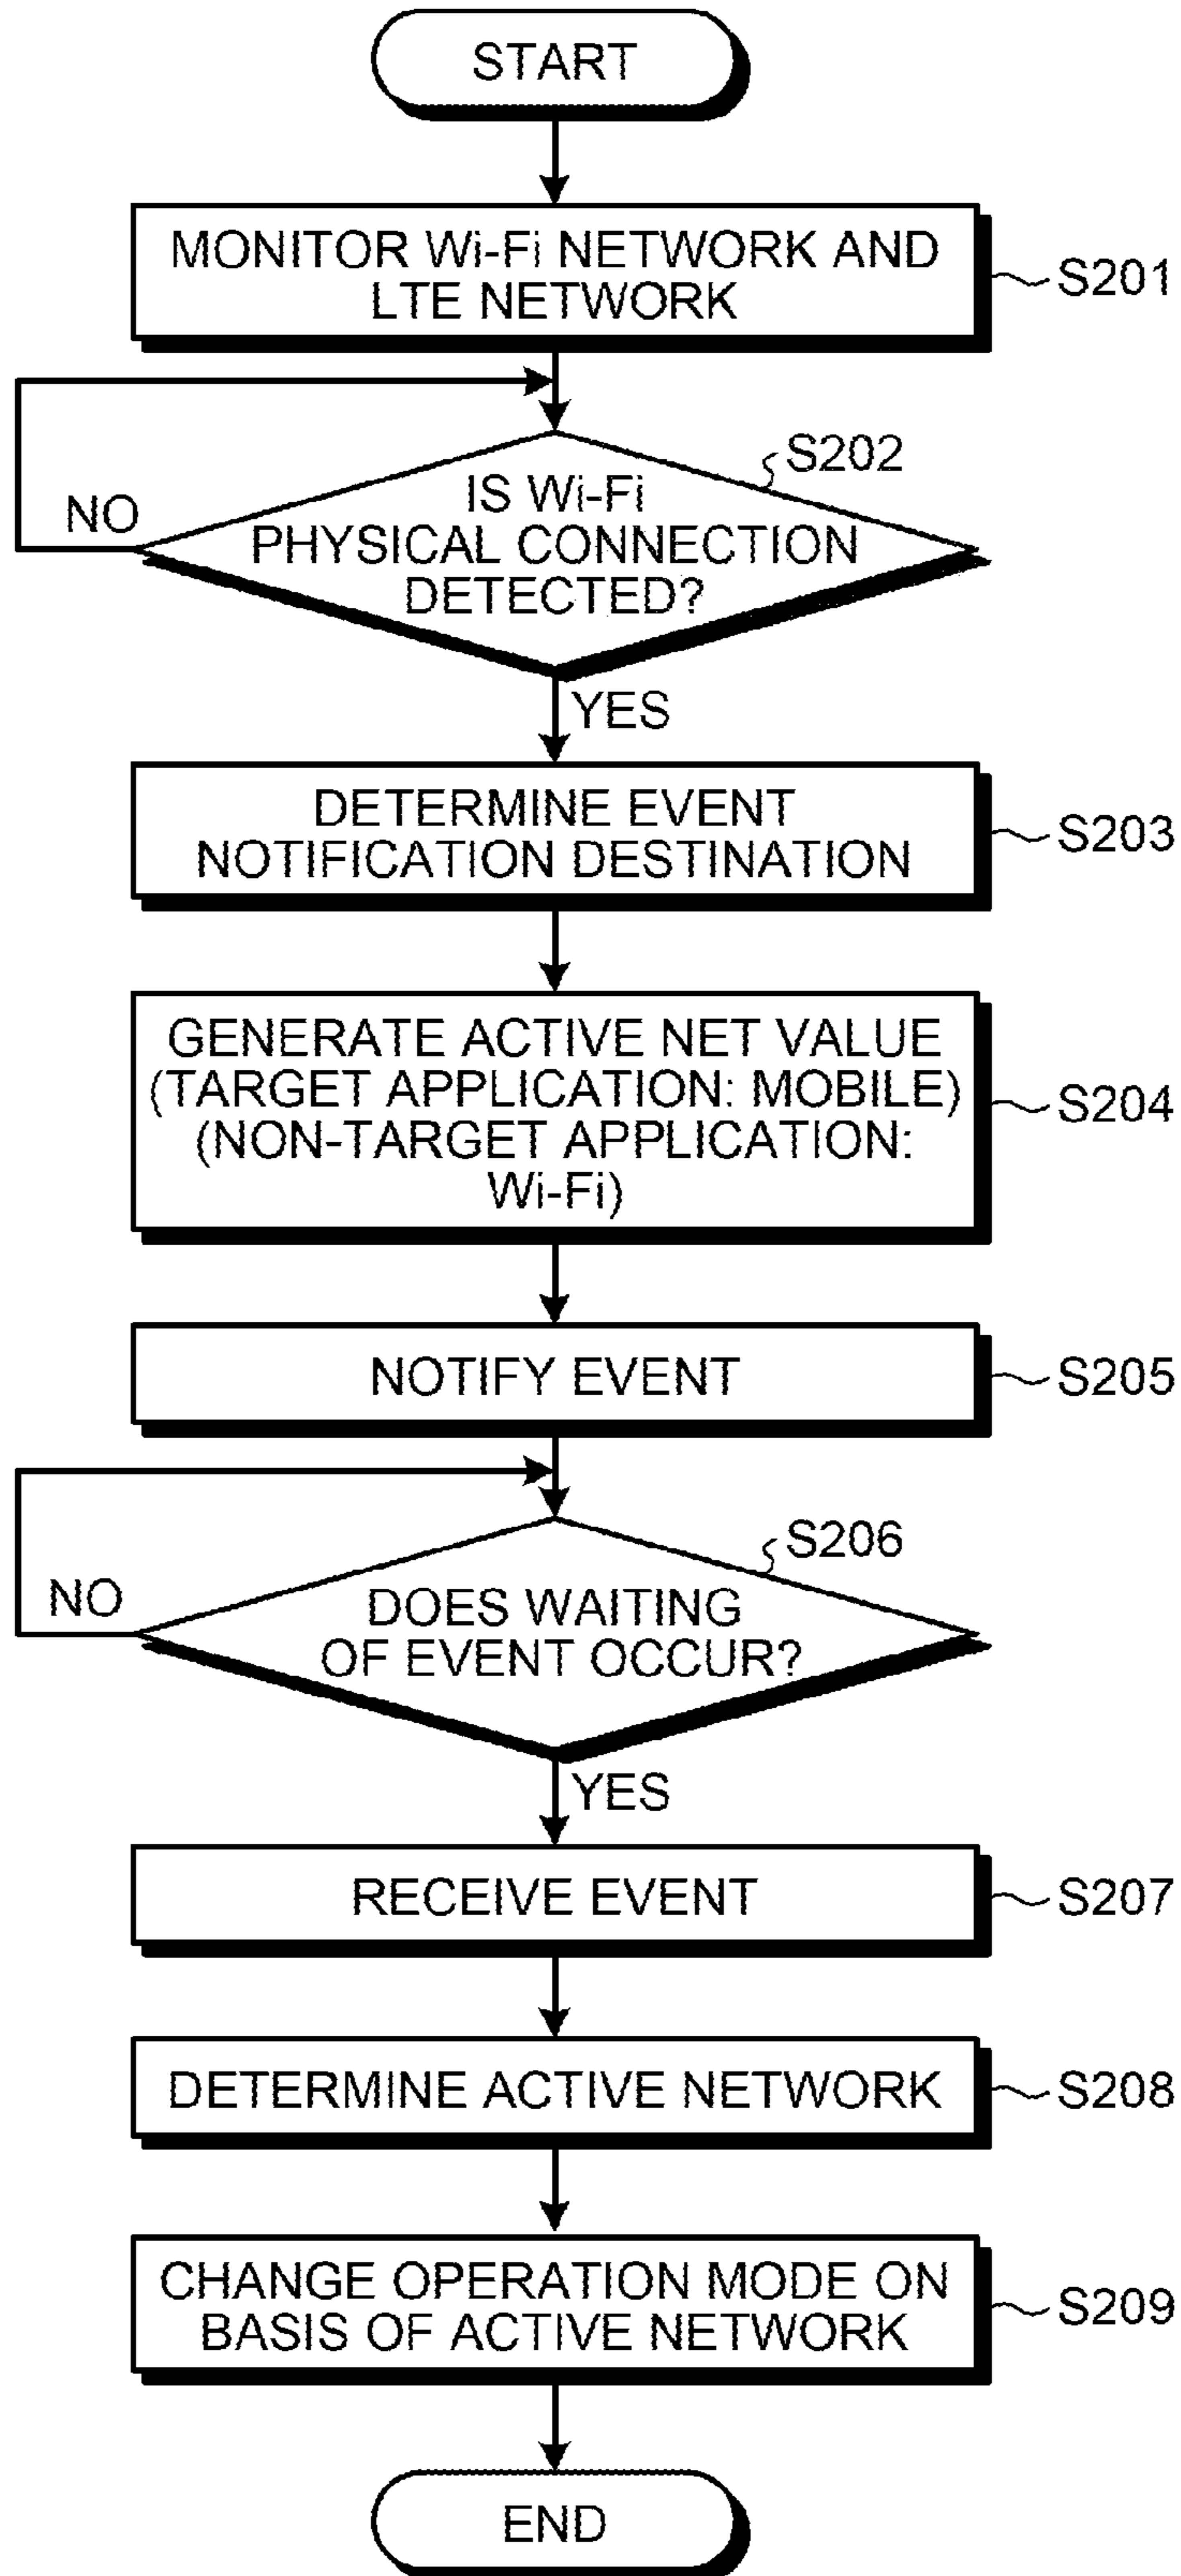 START
MONITOR Wi-Fi NETWORK AND
LTE NETWORK
S201
S202
IS Wi-Fi
PHYSICAL CONNECTION
DETECTED?
NO
YES
DETERMINE EVENT
NOTIFICATION DESTINATION
S203
GENERATE ACTIVE NET VALUE
(TARGET APPLICATION: MOBILE)
(NON-TARGET APPLICATION:
Wi-Fi)
S204
NOTIFY EVENT
S205
S206
DOES WAITING
OF EVENT OCCUR?
NO
YES
RECEIVE EVENT
S207
DETERMINE ACTIVE NETWORK
S208
CHANGE OPERATION MODE ON
BASIS OF ACTIVE NETWORK
S209
END